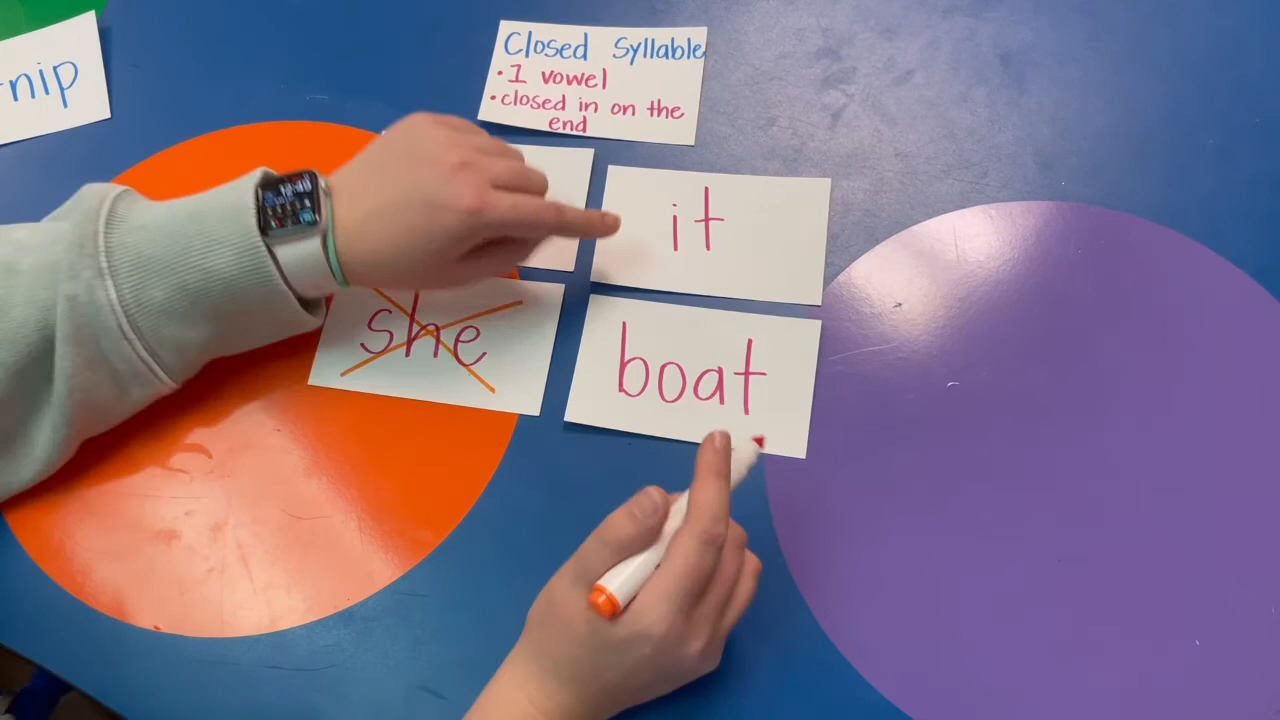 Closed Syllable
• 1 vowel
• closed in on the
end
nip
it
she
boat